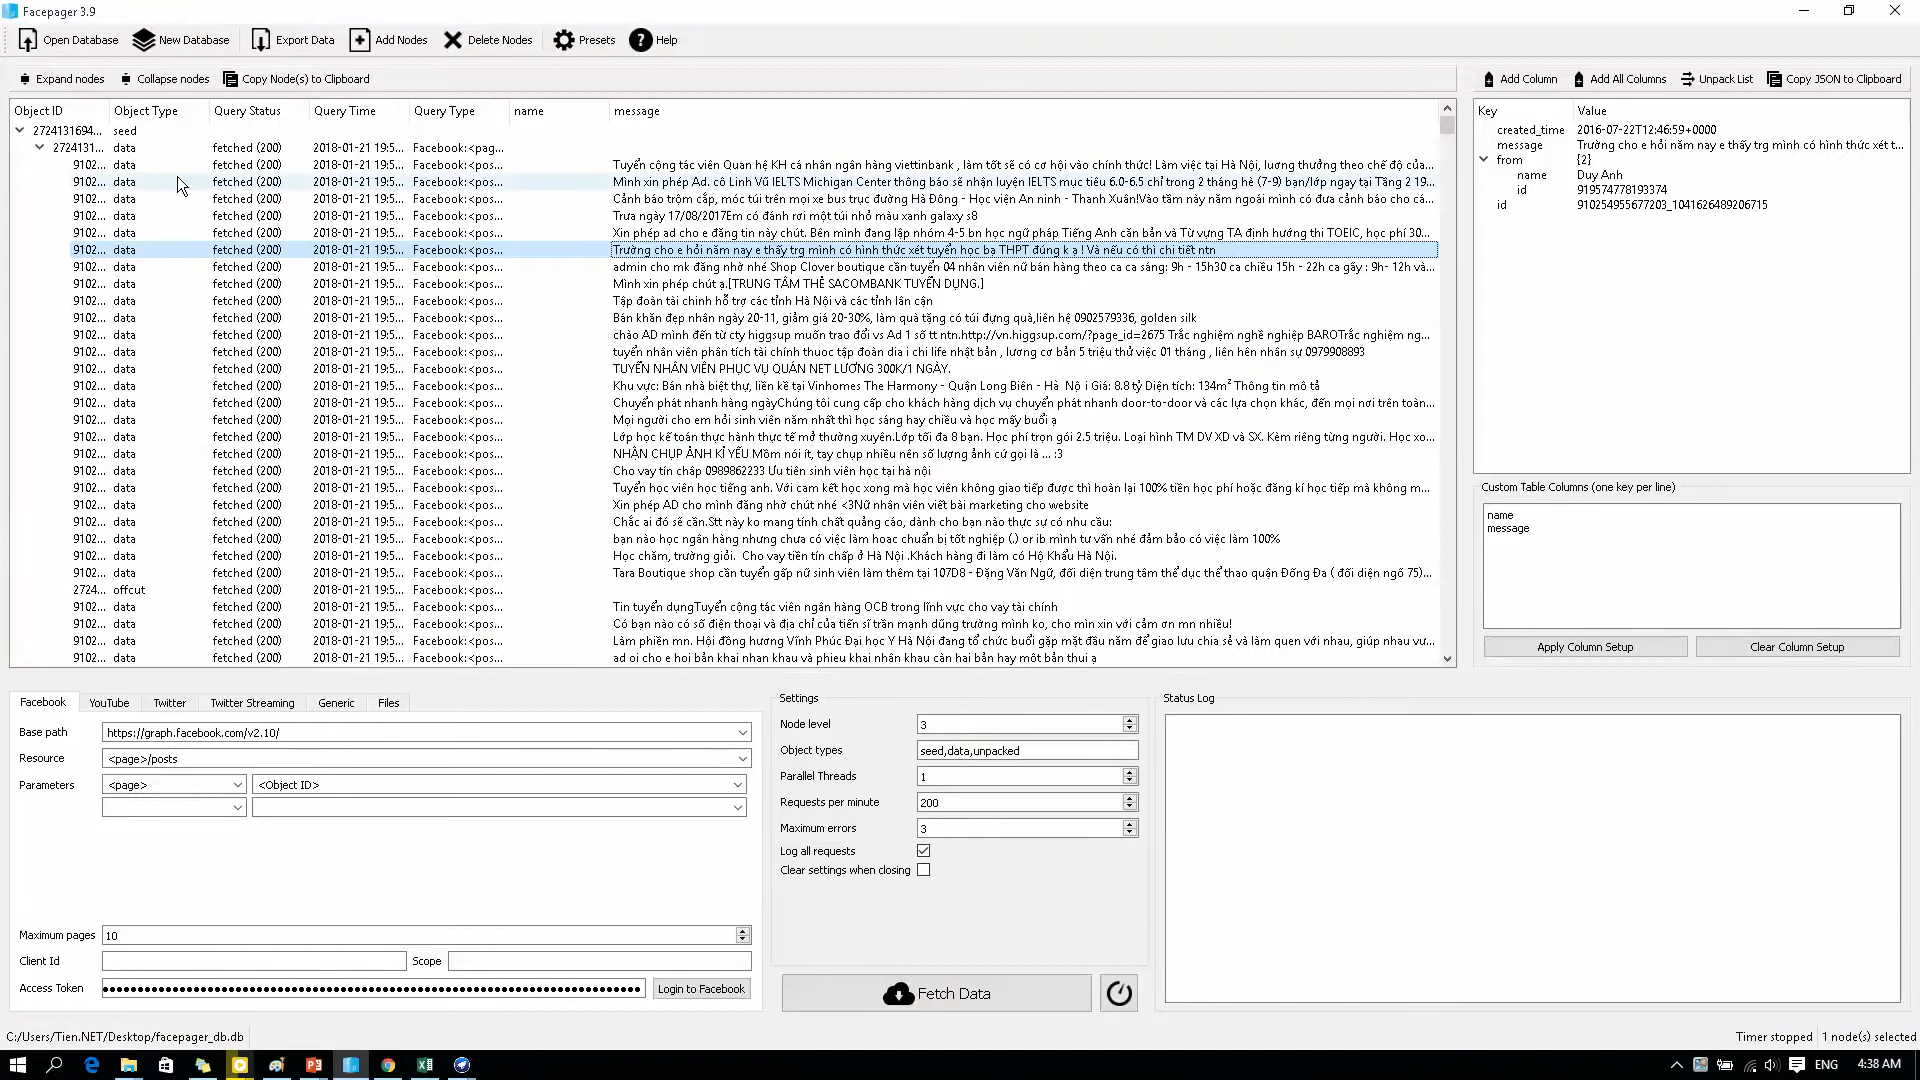 Facepager 3.9
Open Database New Database Export Data Add Nodes Delete Nodes Presets Help
Expand nodes Collapse nodes Copy Node(s) to Clipboard Add Column Add All Columns Unpack List Copy JSON to Clipboard
Object ID Object Type Query Status Query Time Query Type name message
2724131694... seed
2724131... data fetched (200) 2018-01-21 19:5... Facebook:<pag...
9102... data fetched (200) 2018-01-21 19:5... Facebook:<pos... Tuyển cộng tác viên Quan hệ KH cá nhân ngân hàng viettinbank , làm tốt sẽ có cơ hội vào chính thức! Làm việc tại Hà Nội, lương thưởng theo chế độ của...
9102... data fetched (200) 2018-01-21 19:5... Facebook:<pos... Mình xin phép Ad. cô Linh Vũ IELTS Michigan Center thông báo sẽ nhận luyện IELTS mục tiêu 6.0-6.5 chỉ trong 2 tháng hè (7-9) bạn/lớp ngay tại Tầng 2 19...
9102... data fetched (200) 2018-01-21 19:5... Facebook:<pos... Cảnh báo trộm cắp, móc túi trên mọi xe bus trục đường Hà Đông - Học viện An ninh - Thanh Xuân!Vào tầm này năm ngoái mình có đưa cảnh báo cho cá...
9102... data fetched (200) 2018-01-21 19:5... Facebook:<pos... Trưa ngày 17/08/2017Em có đánh rơi một túi nhỏ màu xanh galaxy s8
9102... data fetched (200) 2018-01-21 19:5... Facebook:<pos... Xin phép ad cho e đăng tin này chút. Bên mình đang lập nhóm 4-5 bn học ngữ pháp Tiếng Anh căn bản và Từ vựng TA định hướng thi TOEIC, học phí 30...
9102... data fetched (200) 2018-01-21 19:5... Facebook:<pos... Trường cho e hỏi năm nay e thấy trg mình có hình thức xét tuyển học bạ THPT đúng k ạ ! Và nếu có thì chi tiết ntn
9102... data fetched (200) 2018-01-21 19:5... Facebook:<pos... admin cho mk đăng nhờ nhé Shop Clover boutique cần tuyển 04 nhân viên nữ bán hàng theo ca ca sáng: 9h - 15h30 ca chiều 15h - 22h ca gãy : 9h- 12h và...
9102... data fetched (200) 2018-01-21 19:5... Facebook:<pos... Mình xin phép chút ạ.[TRUNG TÂM THẺ SACOMBANK TUYỂN DỤNG.]
9102... data fetched (200) 2018-01-21 19:5... Facebook:<pos... Tập đoàn tài chinh hỗ trợ các tỉnh Hà Nội và các tỉnh lân cận
9102... data fetched (200) 2018-01-21 19:5... Facebook:<pos... Bán khăn đẹp nhân ngày 20-11, giảm giá 20-30%, làm quà tặng có túi đựng quà,liên hệ 0902579336, golden silk
9102... data fetched (200) 2018-01-21 19:5... Facebook:<pos... chào AD mình đến từ cty higgsup muốn trao đổi vs Ad 1 số tt ntn.http://vn.higgsup.com/?page_id=2675 Trắc nghiệm nghề nghiệp BAROTrắc nghiệm ng...
9102... data fetched (200) 2018-01-21 19:5... Facebook:<pos... tuyển nhân viên phân tích tài chính thuoc tập đoàn dia i chi life nhật bản , lương cơ bản 5 triệu thử việc 01 tháng , liên hên nhân sự 0979908893
9102... data fetched (200) 2018-01-21 19:5... Facebook:<pos... TUYỂN NHÂN VIÊN PHỤC VỤ QUÁN NET LƯƠNG 300K/1 NGÀY.
9102... data fetched (200) 2018-01-21 19:5... Facebook:<pos... Khu vực: Bán nhà biệt thự, liền kề tại Vinhomes The Harmony - Quận Long Biên - Hà Nộ i Giá: 8.8 tỷ Diện tích: 134m² Thông tin mô tả
9102... data fetched (200) 2018-01-21 19:5... Facebook:<pos... Chuyển phát nhanh hàng ngàyChúng tôi cung cấp cho khách hàng dịch vụ chuyển phát nhanh door-to-door và các lựa chọn khác, đến mọi nơi trên toàn...
9102... data fetched (200) 2018-01-21 19:5... Facebook:<pos... Mọi người cho em hỏi sinh viên năm nhất thì học sáng hay chiều và học mấy buổi ạ
9102... data fetched (200) 2018-01-21 19:5... Facebook:<pos... Lớp học kế toán thực hành thực tế mở thường xuyên.Lớp tối đa 8 bạn. Học phí trọn gói 2.5 triệu. Loại hình TM DV XD và SX. Kèm riêng từng người. Học xo...
9102... data fetched (200) 2018-01-21 19:5... Facebook:<pos... NHẬN CHỤP ẢNH KỈ YẾU Mồm nói ít, tay chụp nhiều nên số lượng ảnh cứ gọi là ... :3
9102... data fetched (200) 2018-01-21 19:5... Facebook:<pos... Cho vay tín chấp 0989862233 Ưu tiên sinh viên học tai hà nội
9102... data fetched (200) 2018-01-21 19:5... Facebook:<pos... Tuyển học viên học tiếng anh. Với cam kết học xong mà học viên không giao tiếp được thì hoàn lại 100% tiền học phí hoặc đăng kí học tiếp mà không m...
9102... data fetched (200) 2018-01-21 19:5... Facebook:<pos... Xin phép AD cho mình đăng nhờ chút nhé <3Nữ nhân viên viết bài marketing cho website
9102... data fetched (200) 2018-01-21 19:5... Facebook:<pos... Chắc ai đó sẽ cần.Stt này ko mang tính chất quảng cáo, dành cho bạn nào thực sự có nhu cầu:
9102... data fetched (200) 2018-01-21 19:5... Facebook:<pos... bạn nào học ngân hàng nhưng chưa có việc làm hoac chuẩn bị tốt nghiệp (.) or ib mình tư vấn nhé đảm bảo có việc làm 100%
9102... data fetched (200) 2018-01-21 19:5... Facebook:<pos... Học chăm, trường giỏi. Cho vay tiền tín chấp ở Hà Nội .Khách hàng đi làm có Hộ Khẩu Hà Nội.
9102... data fetched (200) 2018-01-21 19:5... Facebook:<pos... Tara Boutique shop cần tuyển gấp nữ sinh viên làm thêm tại 107D8 - Đặng Văn Ngữ, đối diện trung tâm thể dục thể thao quận Đống Đa ( đối diện ngõ 75)...
2724... offcut fetched (200) 2018-01-21 19:5... Facebook:<pos...
9102... data fetched (200) 2018-01-21 19:5... Facebook:<pos... Tin tuyển dụngTuyển cộng tác viên ngân hàng OCB trong lĩnh vực cho vay tài chính
9102... data fetched (200) 2018-01-21 19:5... Facebook:<pos... Có bạn nào có số điện thoại và địa chỉ của tiến sĩ trần mạnh dũng trường mình ko, cho mìn xin với cảm ơn mn nhiều!
9102... data fetched (200) 2018-01-21 19:5... Facebook:<pos... Làm phiền mn. Hội đồng hương Vĩnh Phúc Đại học Y Hà Nội đang tổ chức buổi gặp mặt đầu năm để giao lưu chia sẻ và làm quen với nhau, giúp nhau vư...
9102... data fetched (200) 2018-01-21 19:5... Facebook:<pos... ad oi cho e hoi bản khai nhan khau và phieu khai nhân khau càn hai bản hay môt bản thui ạ
Key Value
created_time 2016-07-22T12:46:59+0000
message Trường cho e hỏi năm nay e thấy trg mình có hình thức xét t...
from {2}
name Duy Anh
id 919574778193374
id 910254955677203_1041626489206715
Custom Table Columns (one key per line)
name
message
Apply Column Setup Clear Column Setup
Facebook YouTube Twitter Twitter Streaming Generic Files
Base path https://graph.facebook.com/v2.10/
Resource <page>/posts
Parameters <page> <Object ID>
Maximum pages 10
Client Id Scope
Access Token Login to Facebook
Settings
Node level 3
Object types seed,data,unpacked
Parallel Threads 1
Requests per minute 200
Maximum errors 3
Log all requests
Clear settings when closing
Fetch Data
Status Log
C:/Users/Tien.NET/Desktop/facepager_db.db Timer stopped 1 node(s) selected
ENG 4:38 AM